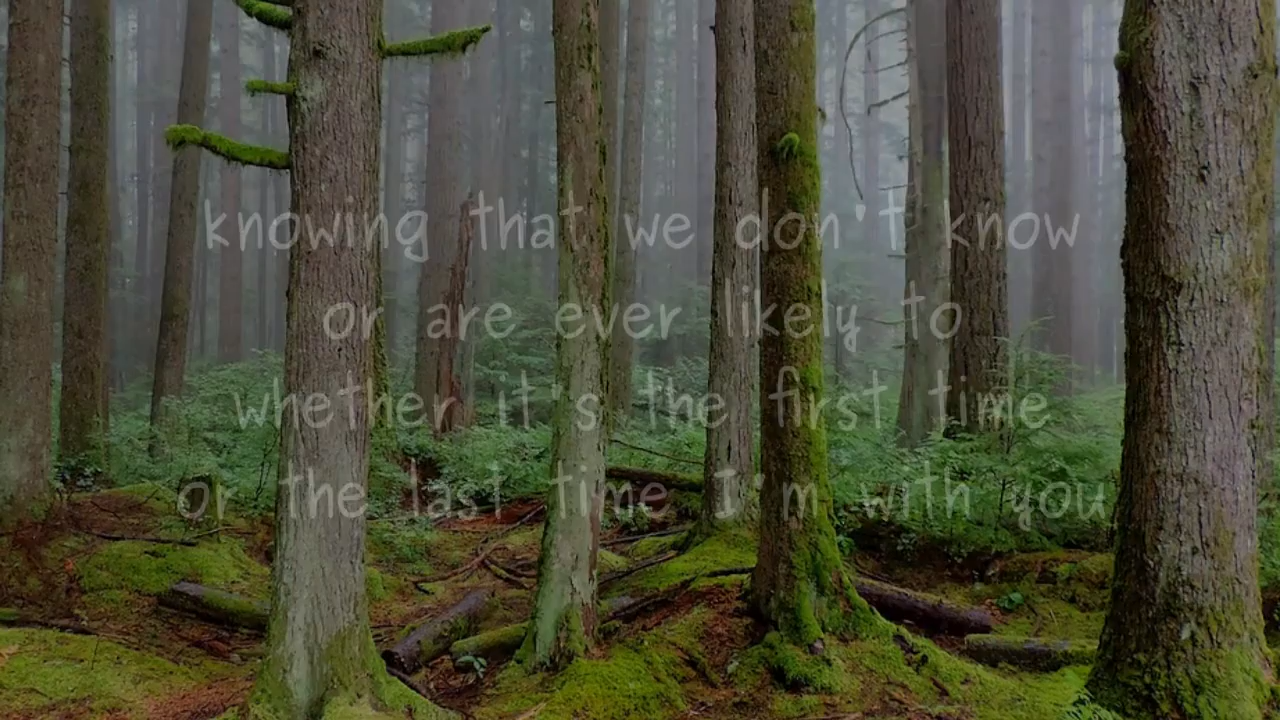 knowing that we don't know
or are ever likely to
whether it's the first time
or the last time I'm with you